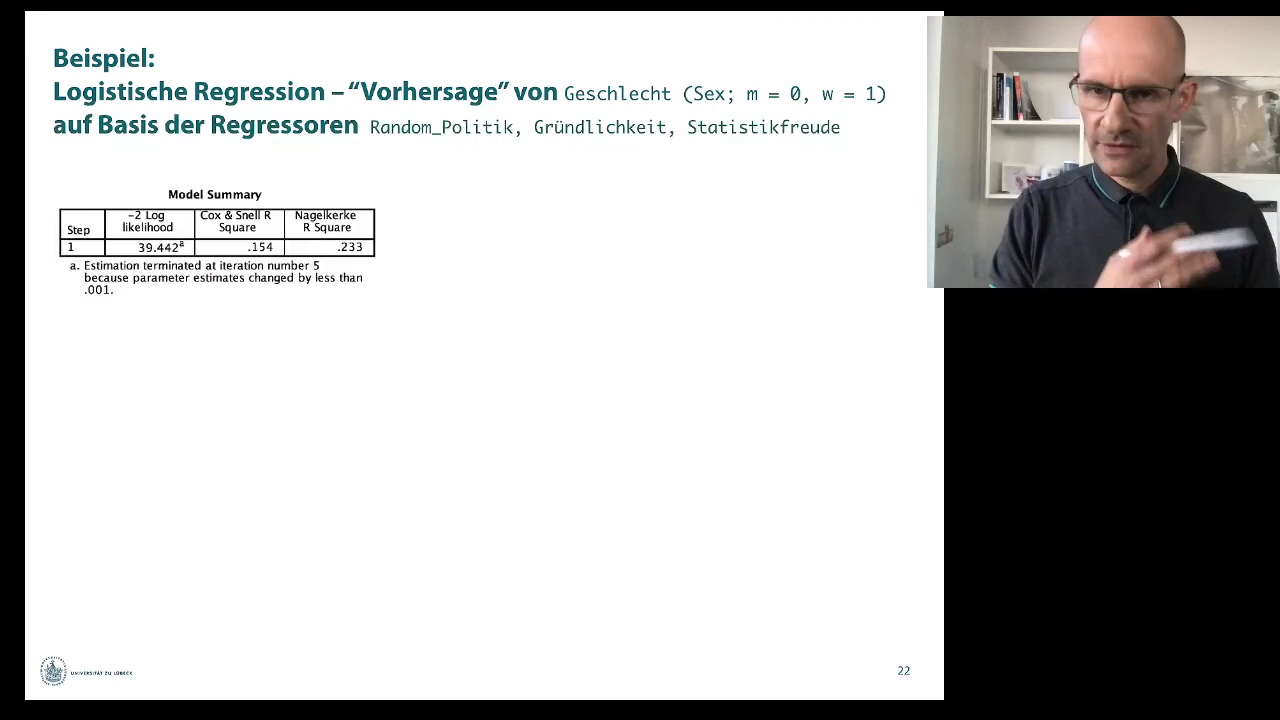 Beispiel:
Logistische Regression – “Vorhersage” von Geschlecht (Sex; m = 0, w = 1)
auf Basis der Regressoren Random_Politik, Gründlichkeit, Statistikfreude
Model Summary
Step -2 Log likelihood Cox & Snell R Square Nagelkerke R Square
1 39.442a .154 .233
a. Estimation terminated at iteration number 5
because parameter estimates changed by less than
.001.
UNIVERSITÄT ZU LÜBECK
22